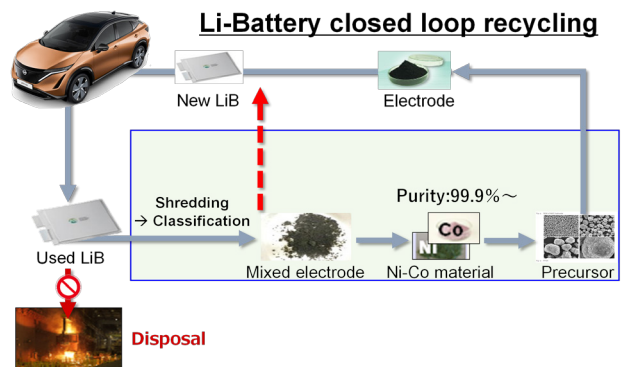 Li-Battery closed loop recycling
New LiB
Electrode
Shredding
→ Classification
Purity:99.9%～
Co
Ni
Used LiB
Mixed electrode
Ni-Co material
Precursor
Disposal